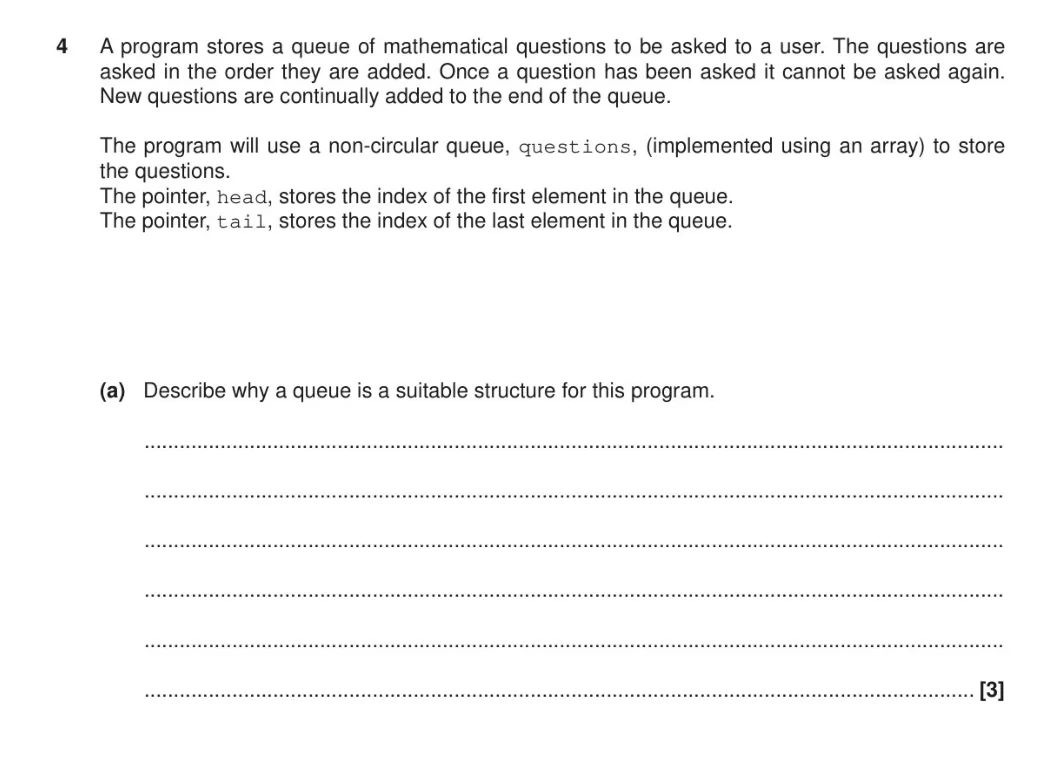 4 A program stores a queue of mathematical questions to be asked to a user. The questions are
asked in the order they are added. Once a question has been asked it cannot be asked again.
New questions are continually added to the end of the queue.
The program will use a non-circular queue, questions, (implemented using an array) to store
the questions.
The pointer, head, stores the index of the first element in the queue.
The pointer, tail, stores the index of the last element in the queue.
(a) Describe why a queue is a suitable structure for this program.
[3]